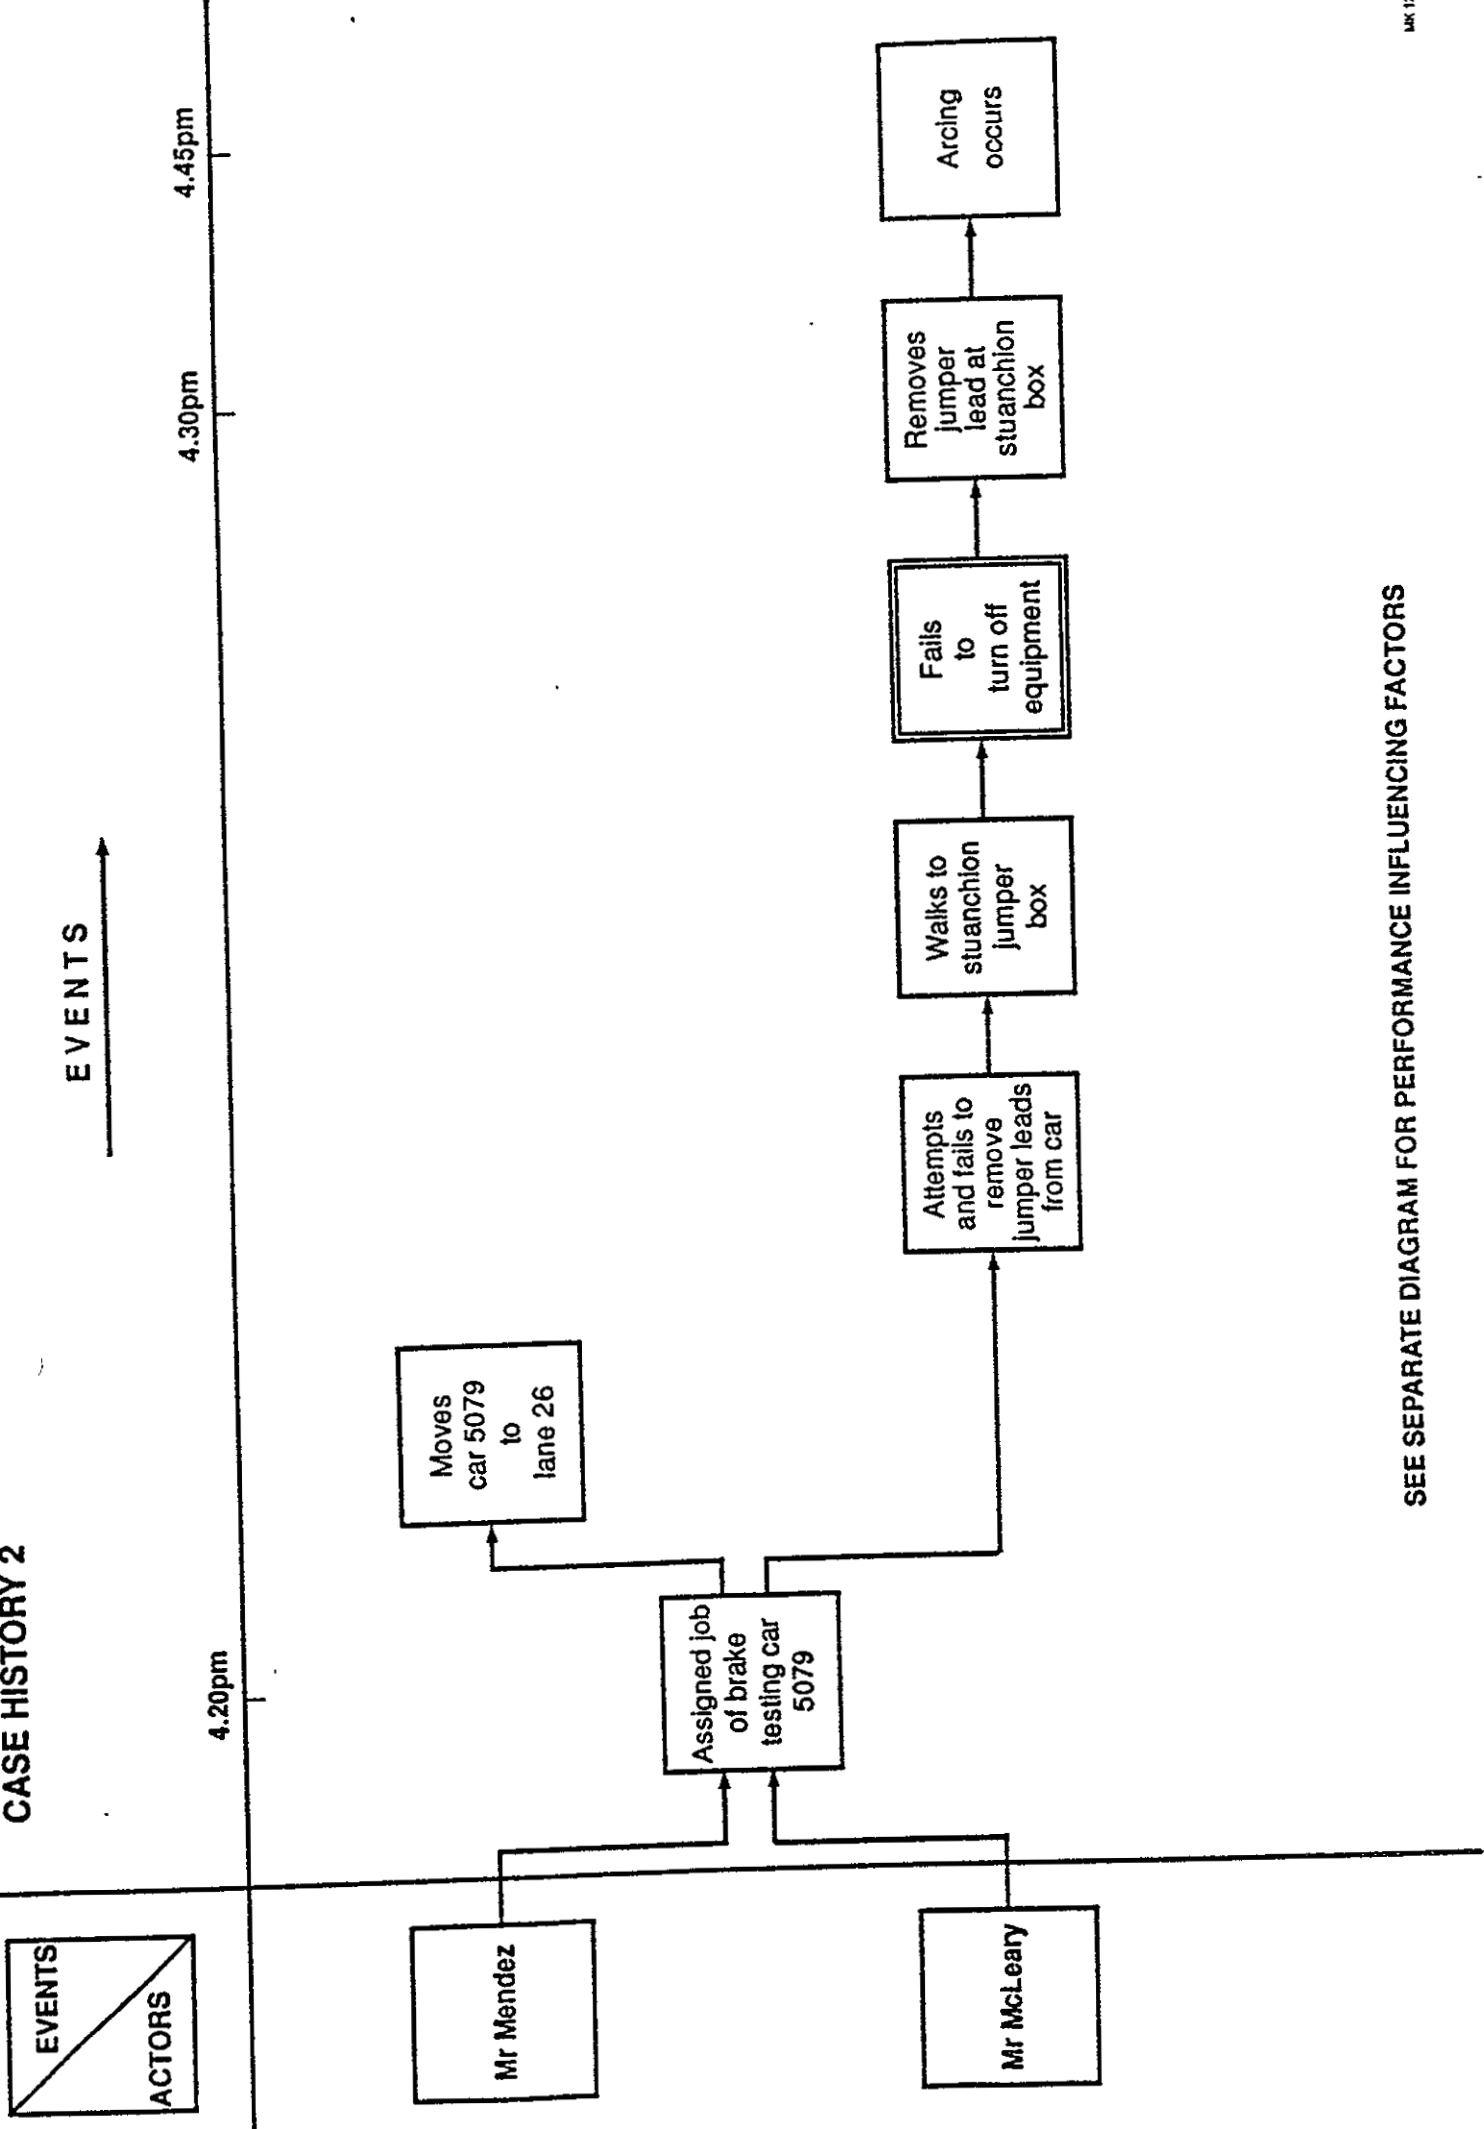 CASE HISTORY 2
EVENTS
EVENTS
ACTORS
4.20pm
4.30pm
4.45pm
Mr Mendez
Mr McLeary
Assigned job
of brake
testing car
5079
Moves
car 5079
to
lane 26
Attempts
and fails to
remove
jumper leads
from car
Walks to
stuanchion
jumper
box
Fails
to
turn off
equipment
Removes
jumper
lead at
stuanchion
box
Arcing
occurs
SEE SEPARATE DIAGRAM FOR PERFORMANCE INFLUENCING FACTORS
MK